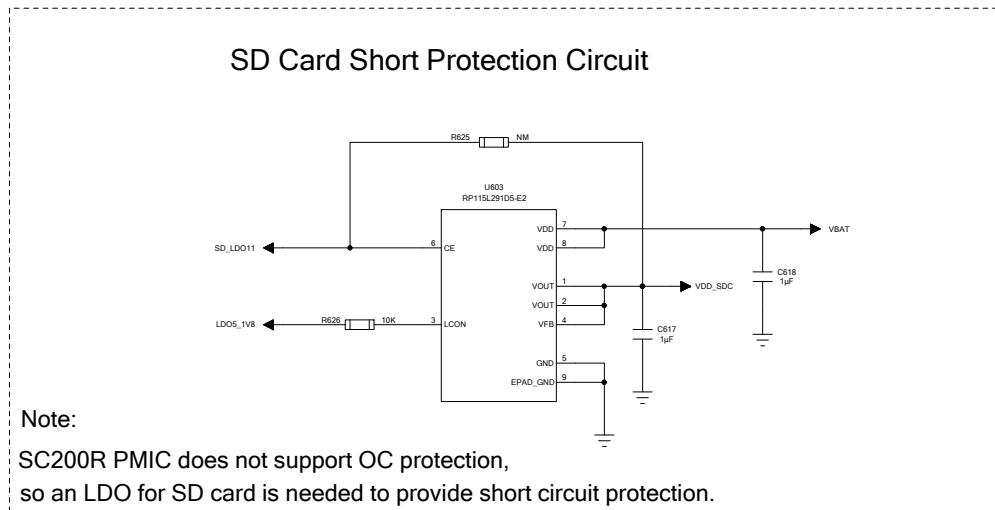 SD Card Short Protection Circuit
R625 NM
U603
RP115L291D5-E2
VDD 7
VDD 8
VBAT
SD_LDO11
6 CE
C618
1μF
VOUT 1
VDD_SDC
VOUT 2
LDO5_1V8
R626 10K
3 LCON
VFB 4
C617
1μF
GND 5
EPAD_GND 9
Note:
SC200R PMIC does not support OC protection,
so an LDO for SD card is needed to provide short circuit protection.